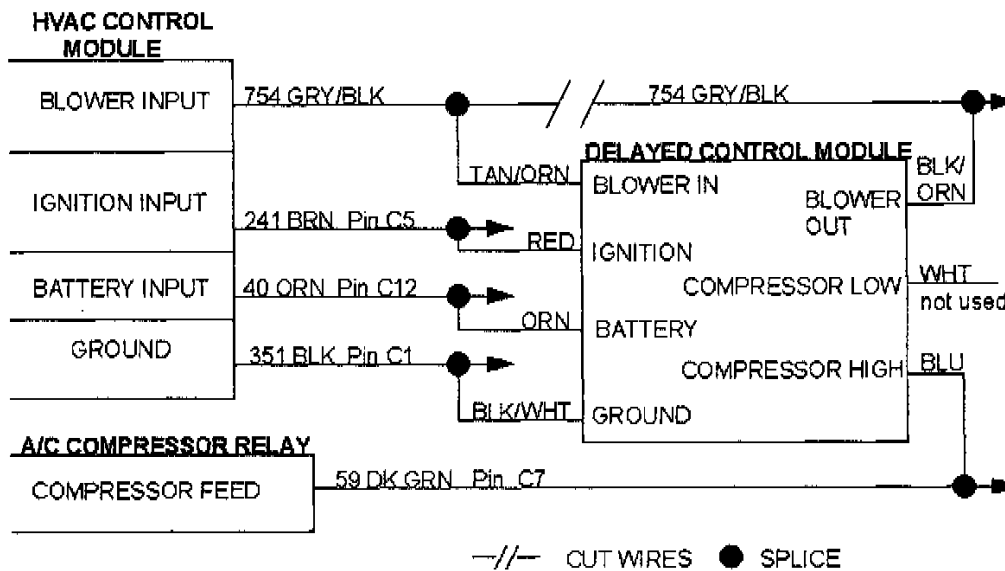 HVAC CONTROL
MODULE
BLOWER INPUT
754 GRY/BLK
754 GRY/BLK
DELAYED CONTROL MODULE
TAN/ORN
BLOWER IN
BLK/
ORN
BLOWER
OUT
IGNITION INPUT
241 BRN Pin C5
RED
IGNITION
COMPRESSOR LOW
WHT
not used
BATTERY INPUT
40 ORN Pin C12
ORN
BATTERY
GROUND
351 BLK Pin C1
COMPRESSOR HIGH
BLU
BLK/WHT
GROUND
A/C COMPRESSOR RELAY
COMPRESSOR FEED
59 DK GRN Pin C7
CUT WIRES
SPLICE